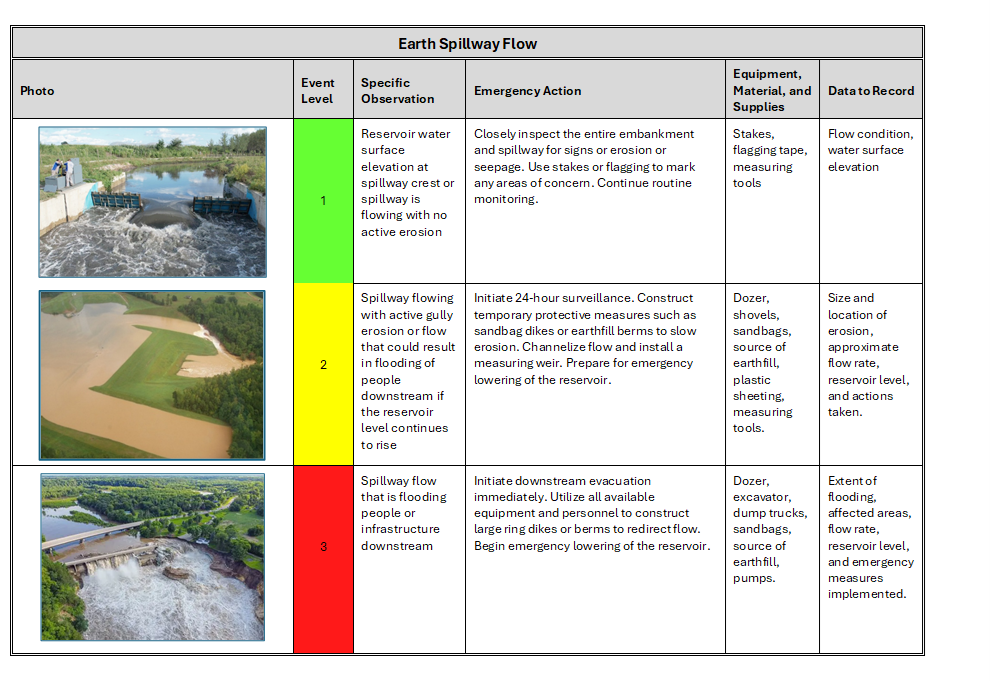 Earth Spillway Flow
Photo
Event
Level
Specific
Observation
Emergency Action
Equipment,
Material, and
Supplies
Data to Record
1
Reservoir water
surface
elevation at
spillway crest or
spillway is
flowing with no
active erosion
Closely inspect the entire embankment
and spillway for signs or erosion or
seepage. Use stakes or flagging to mark
any areas of concern. Continue routine
monitoring.
Stakes,
flagging tape,
measuring
tools
Flow condition,
water surface
elevation
2
Spillway flowing
with active gully
erosion or flow
that could result
in flooding of
people
downstream if
the reservoir
level continues
to rise
Initiate 24-hour surveillance. Construct
temporary protective measures such as
sandbag dikes or earthfill berms to slow
erosion. Channelize flow and install a
measuring weir. Prepare for emergency
lowering of the reservoir.
Dozer,
shovels,
sandbags,
source of
earthfill,
plastic
sheeting,
measuring
tools.
Size and
location of
erosion,
approximate
flow rate,
reservoir level,
and actions
taken.
3
Spillway flow
that is flooding
people or
infrastructure
downstream
Initiate downstream evacuation
immediately. Utilize all available
equipment and personnel to construct
large ring dikes or berms to redirect flow.
Begin emergency lowering of the reservoir.
Dozer,
excavator,
dump trucks,
sandbags,
source of
earthfill,
pumps.
Extent of
flooding,
affected areas,
flow rate,
reservoir level,
and emergency
measures
implemented.